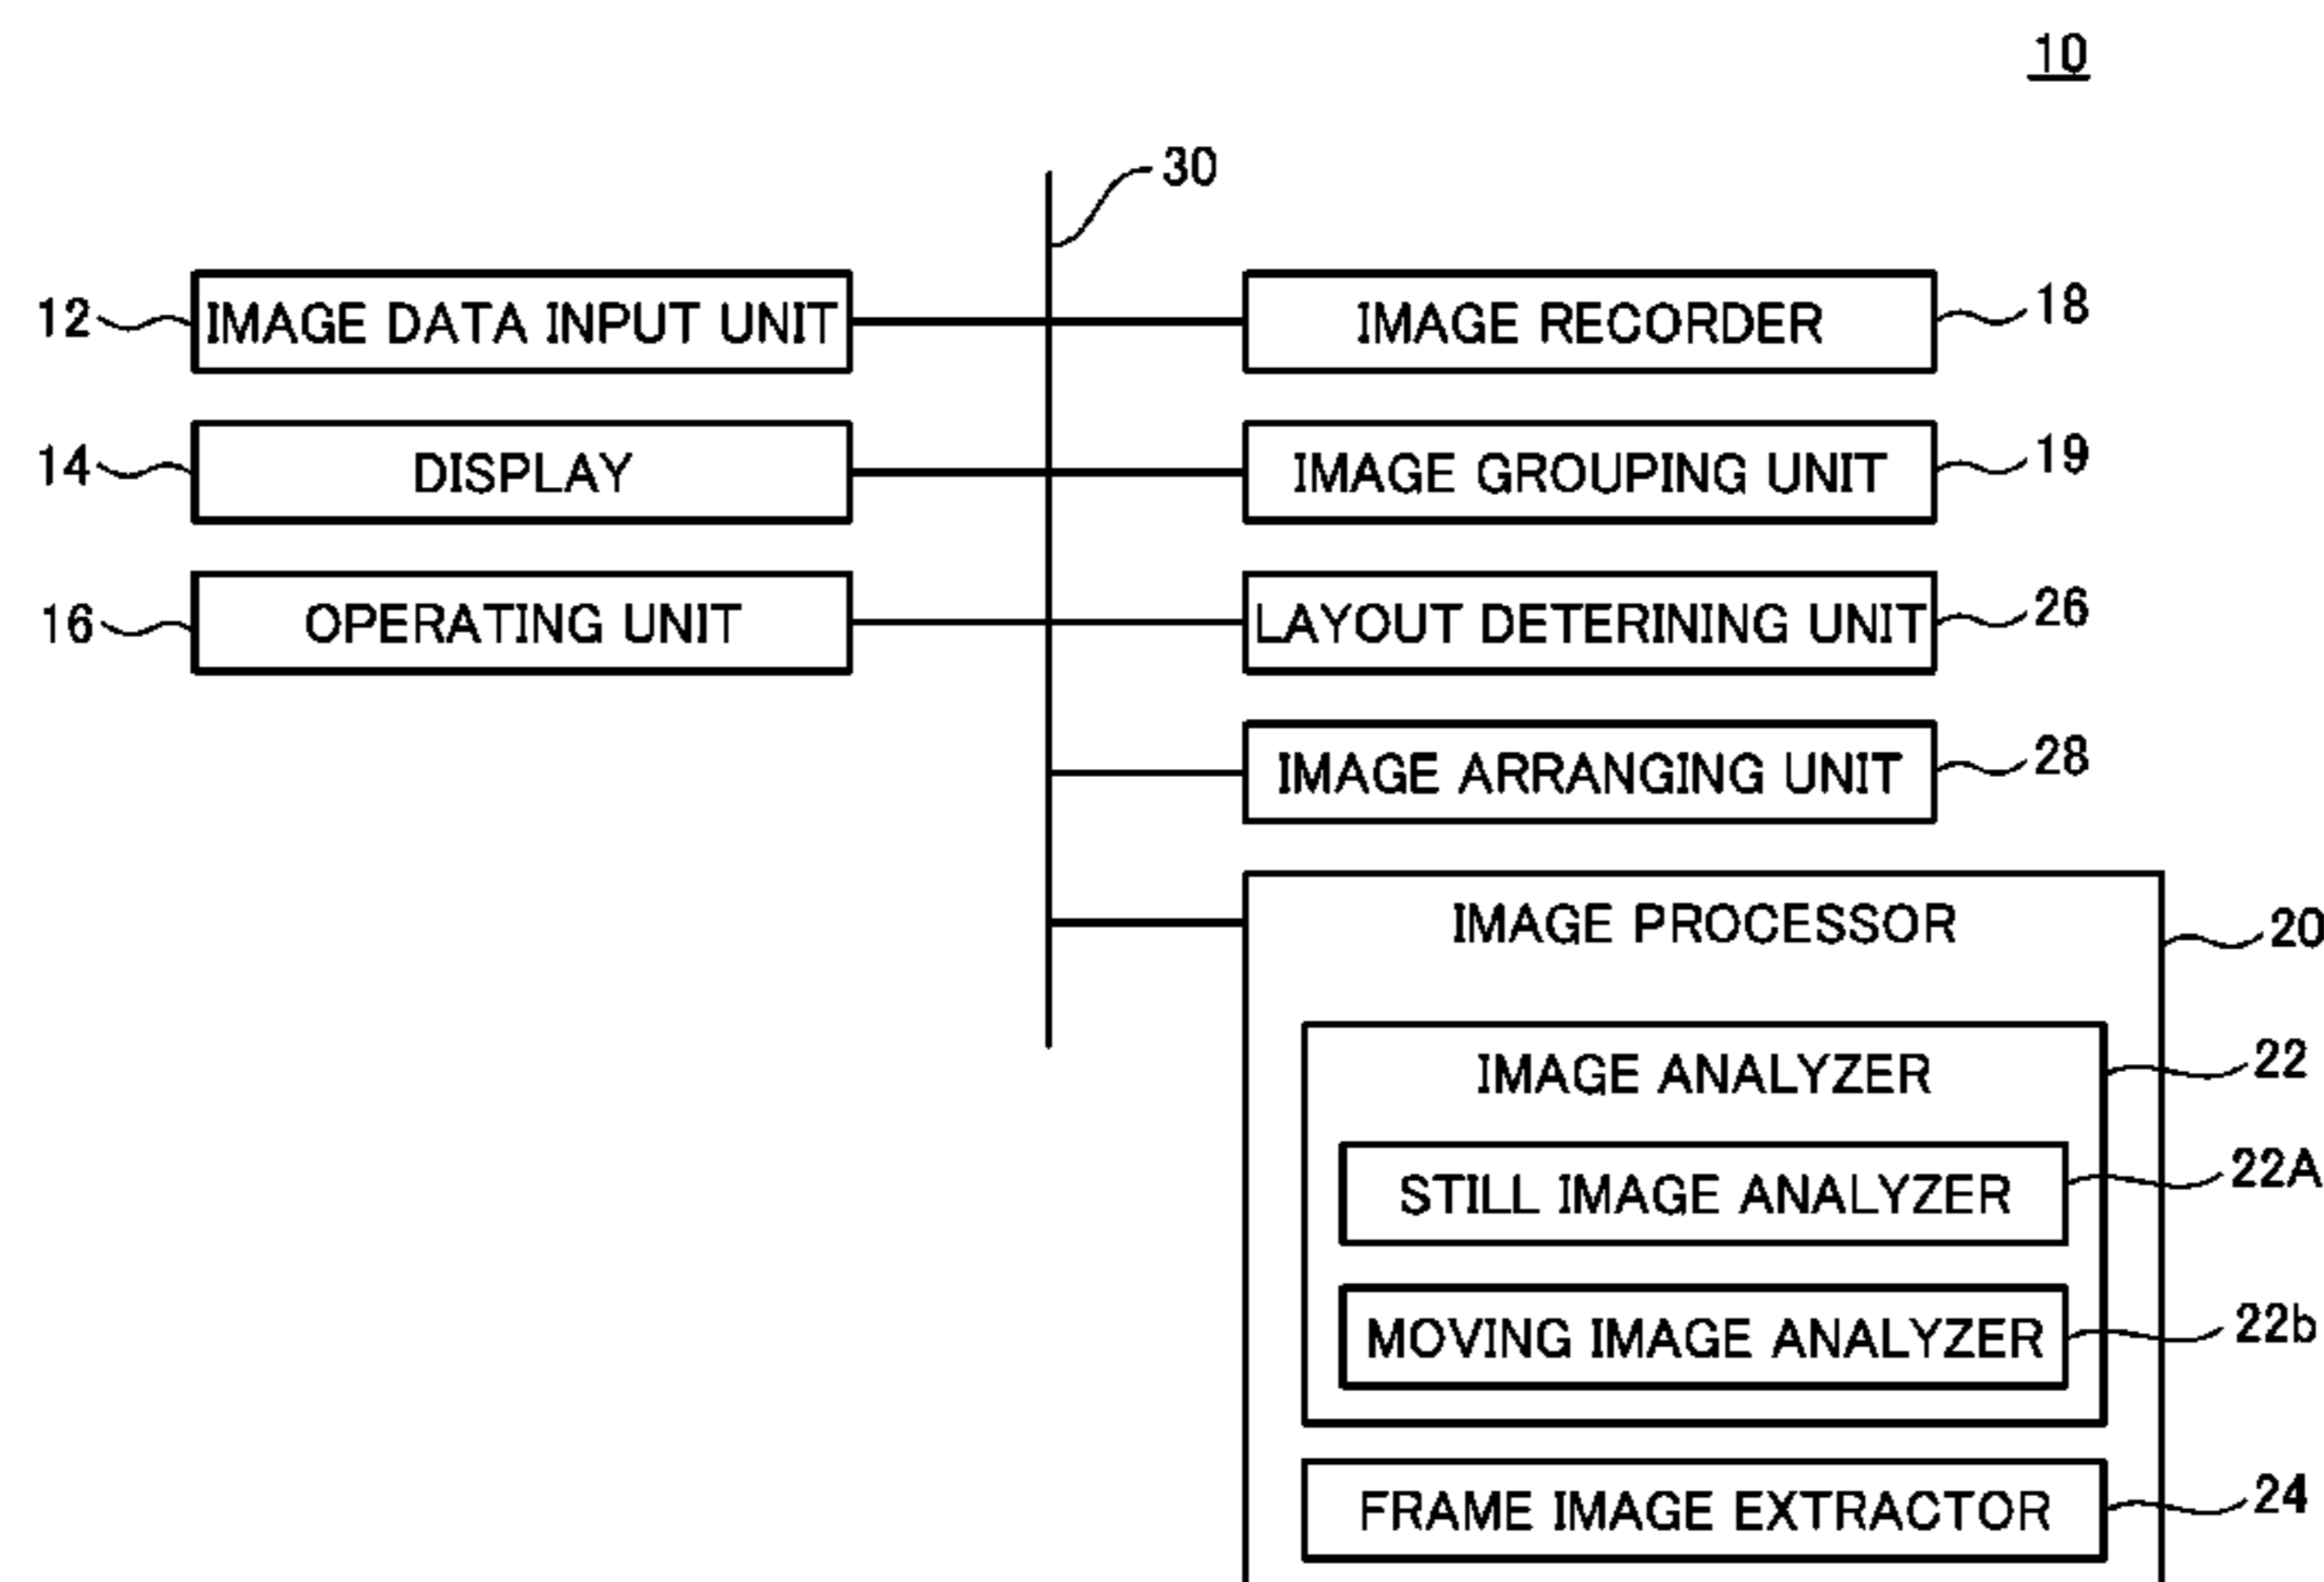 10
30
12 IMAGE DATA INPUT UNIT
IMAGE RECORDER 18
14 DISPLAY
IMAGE GROUPING UNIT 19
16 OPERATING UNIT
LAYOUT DETERINING UNIT 26
IMAGE ARRANGING UNIT 28
IMAGE PROCESSOR 20
IMAGE ANALYZER 22
STILL IMAGE ANALYZER 22A
MOVING IMAGE ANALYZER 22b
FRAME IMAGE EXTRACTOR 24